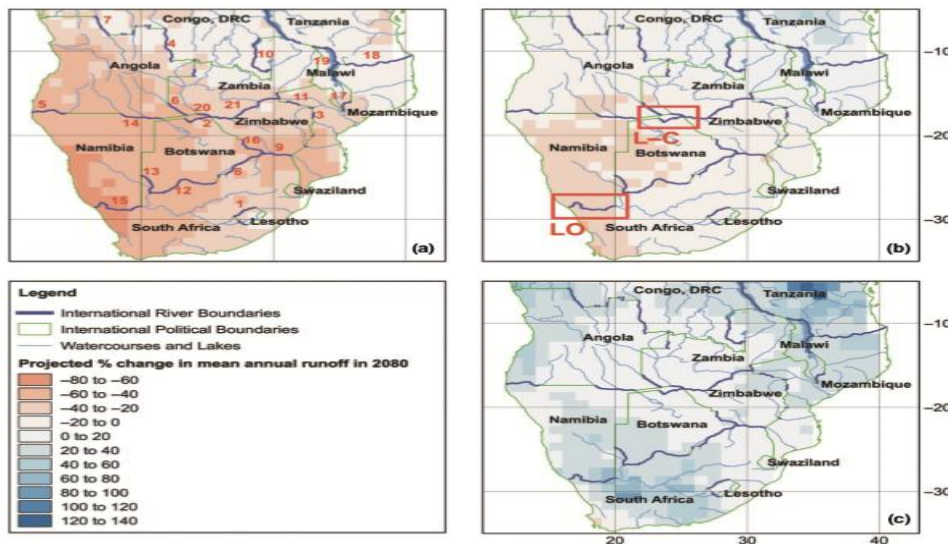 7
Congo, DRC
Tanzania
4
10
18
19
Angola
Malawi
Zambia
5
6
20
21
11
17
3
Mozambique
14
2
Zimbabwe
16
9
Namibia
Botswana
13
8
12
Swaziland
15
1
Lesotho
South Africa
(a)
Congo, DRC
Tanzania
–10
Angola
Malawi
Zambia
Mozambique
Zimbabwe
–20
L–C
Namibia
Botswana
Swaziland
LO
Lesotho
–30
South Africa
(b)
Legend
International River Boundaries
International Political Boundaries
Watercourses and Lakes
Projected % change in mean annual runoff in 2080
–80 to –60
–60 to –40
–40 to –20
–20 to 0
0 to 20
20 to 40
40 to 60
60 to 80
80 to 100
100 to 120
120 to 140
Congo, DRC
Tanzania
–10
Angola
Malawi
Zambia
Mozambique
Zimbabwe
–20
Namibia
Botswana
Swaziland
South Africa
Lesotho
–30
(c)
20
30
40